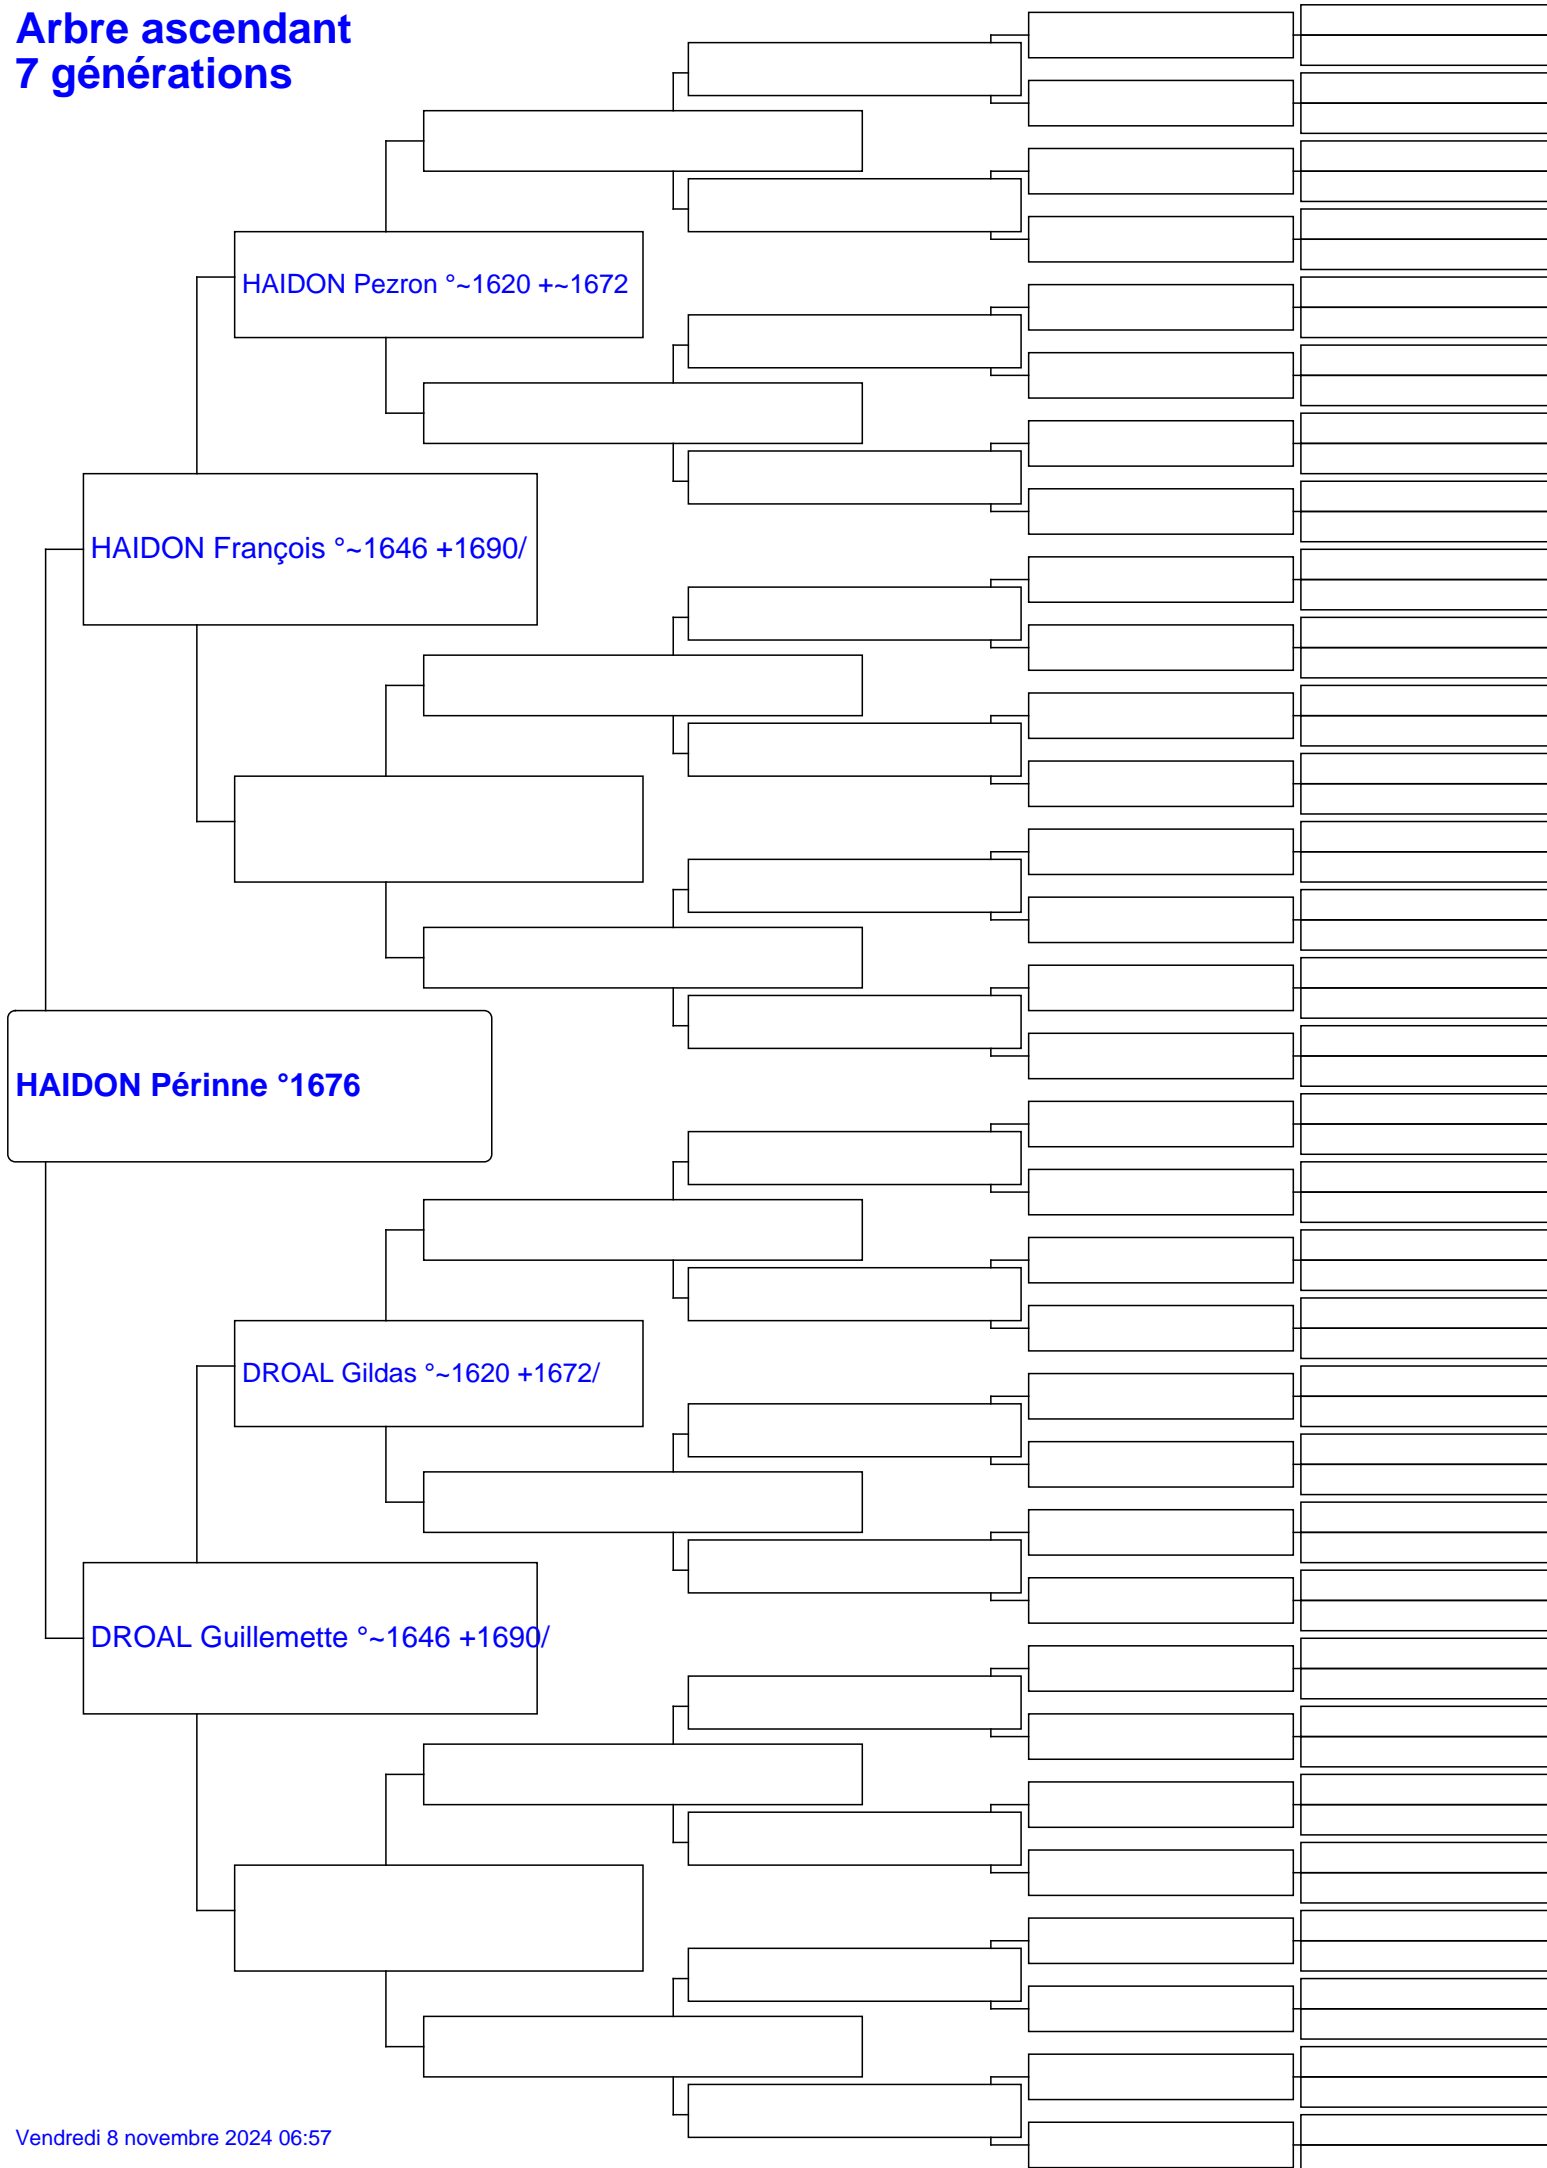 Arbre ascendant
7 générations
HAIDON Pezron °~1620 +~1672
HAIDON François °~1646 +1690/
HAIDON Périnne °1676
DROAL Gildas °~1620 +1672/
DROAL Guillemette °~1646 +1690/
Vendredi 8 novembre 2024 06:57